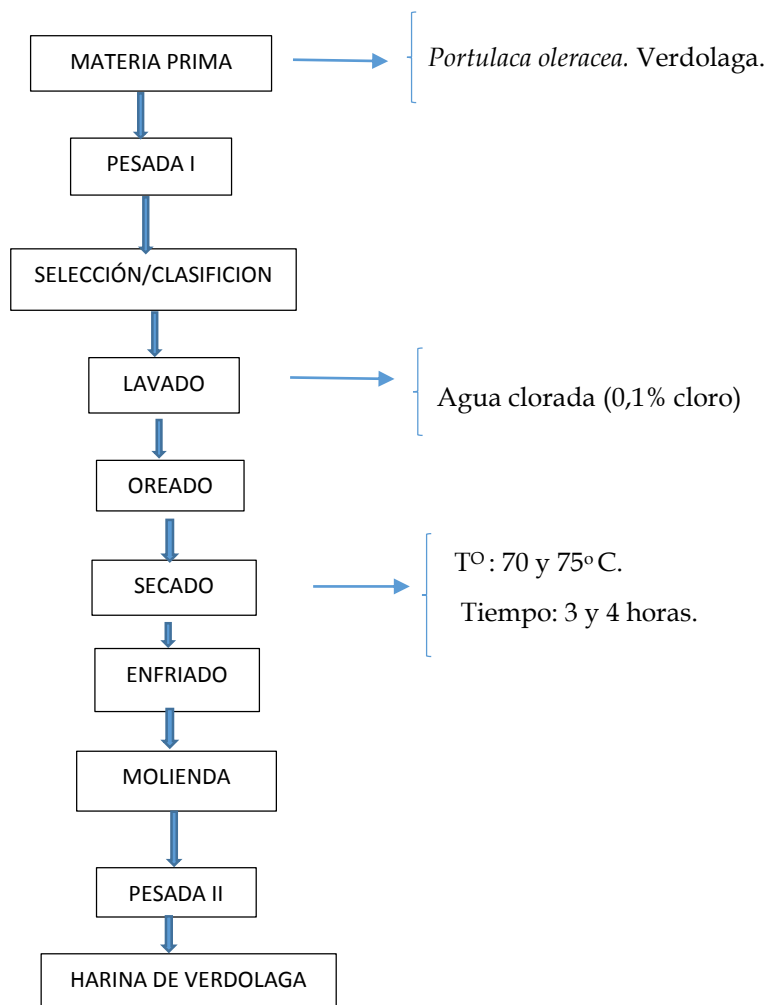 MATERIA PRIMA
Portulaca oleracea. Verdolaga.
PESADA I
SELECCIÓN/CLASIFICION
LAVADO
Agua clorada (0,1% cloro)
OREADO
SECADO
Tᴼ : 70 y 75º C.
Tiempo: 3 y 4 horas.
ENFRIADO
MOLIENDA
PESADA II
HARINA DE VERDOLAGA